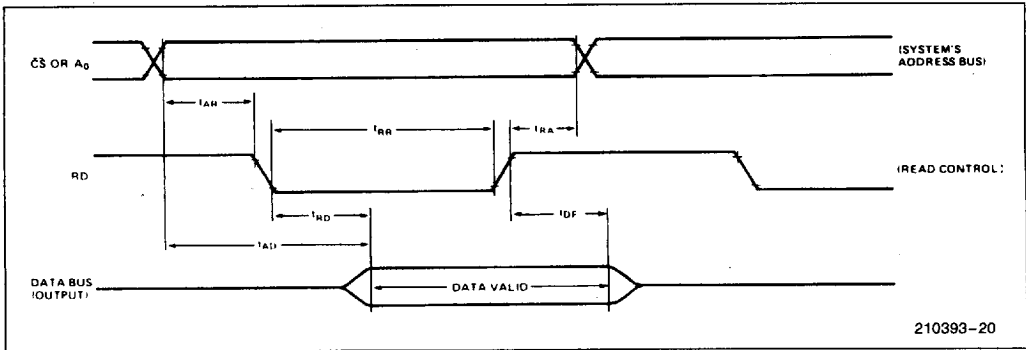 C̅S̅ OR A₀
(SYSTEM'S
ADDRESS BUS)
tAR
tRR
tRA
RD
(READ CONTROL)
tRD
tDF
tAD
DATA BUS
(OUTPUT)
DATA VALID
210393-20